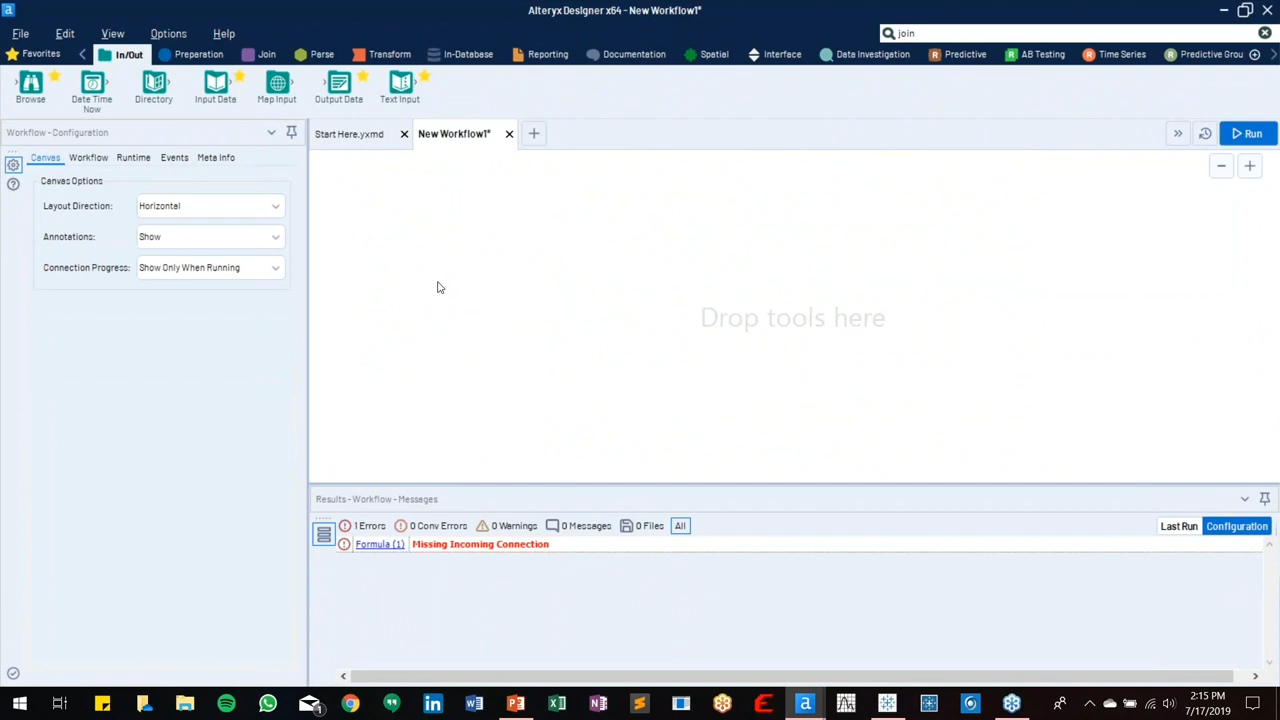 Alteryx Designer x64 - New Workflow1*
File Edit View Options Help
join
Favorites In/Out Preparation Join Parse Transform In-Database Reporting Documentation Spatial Interface Data Investigation Predictive AB Testing Time Series Predictive Grou
Browse Date Time Now Directory Input Data Map Input Output Data Text Input
Workflow - Configuration
Start Here.yxmd New Workflow1*
Run
Canvas Workflow Runtime Events Meta Info
Canvas Options
Layout Direction: Horizontal
Annotations: Show
Connection Progress: Show Only When Running
Drop tools here
Results - Workflow - Messages
1 Errors 0 Conv Errors 0 Warnings 0 Messages 0 Files All
Last Run Configuration
Formula (1) Missing Incoming Connection
2:15 PM
7/17/2019